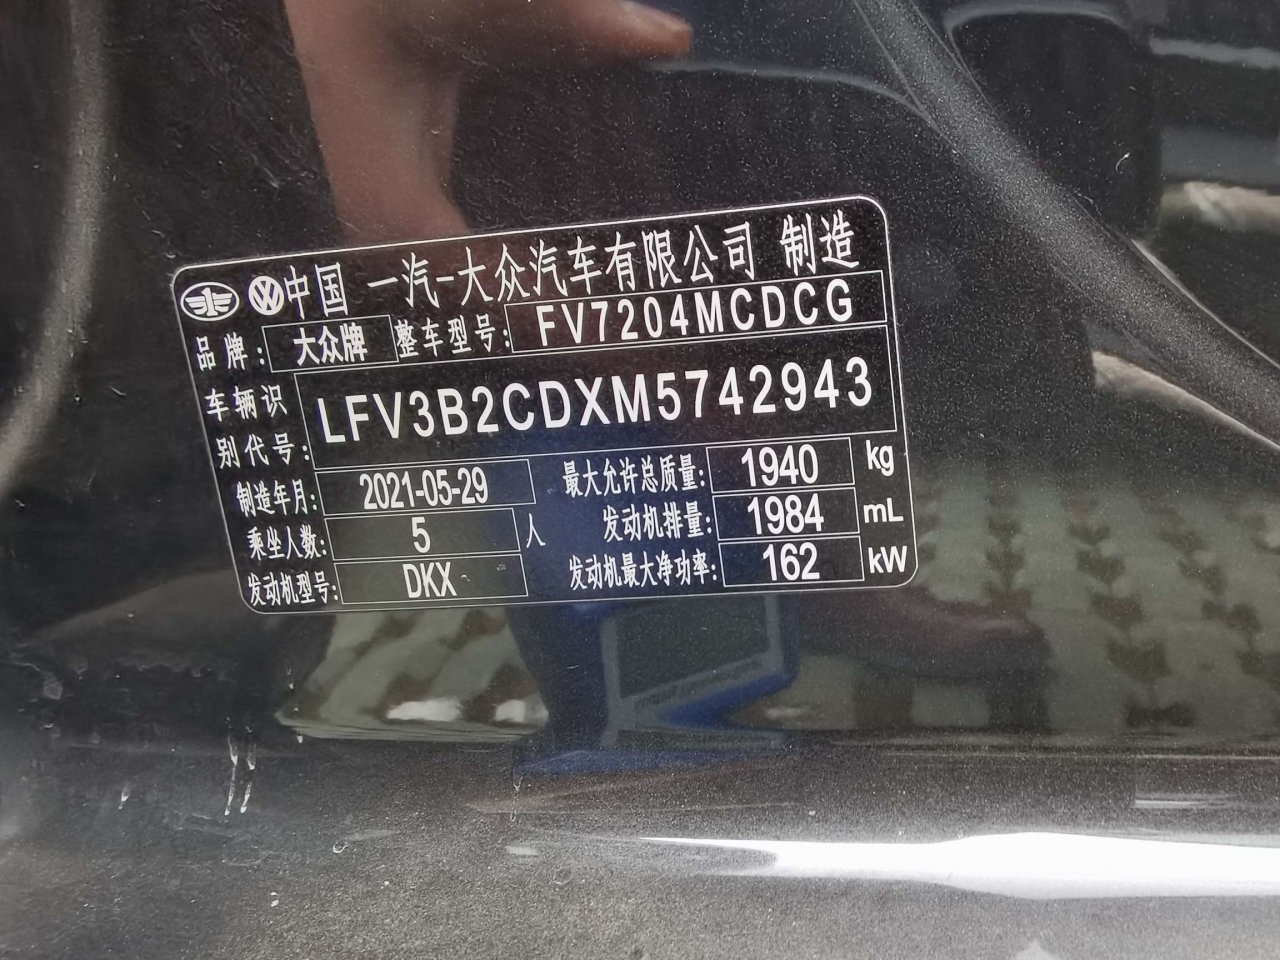 中国 一汽-大众汽车有限公司 制造
品牌: 大众牌 整车型号: FV7204MCDCG
车辆识别代号: LFV3B2CDXM5742943
制造年月: 2021-05-29 最大允许总质量: 1940 kg
乘坐人数: 5 人 发动机排量: 1984 mL
发动机型号: DKX 发动机最大净功率: 162 kW